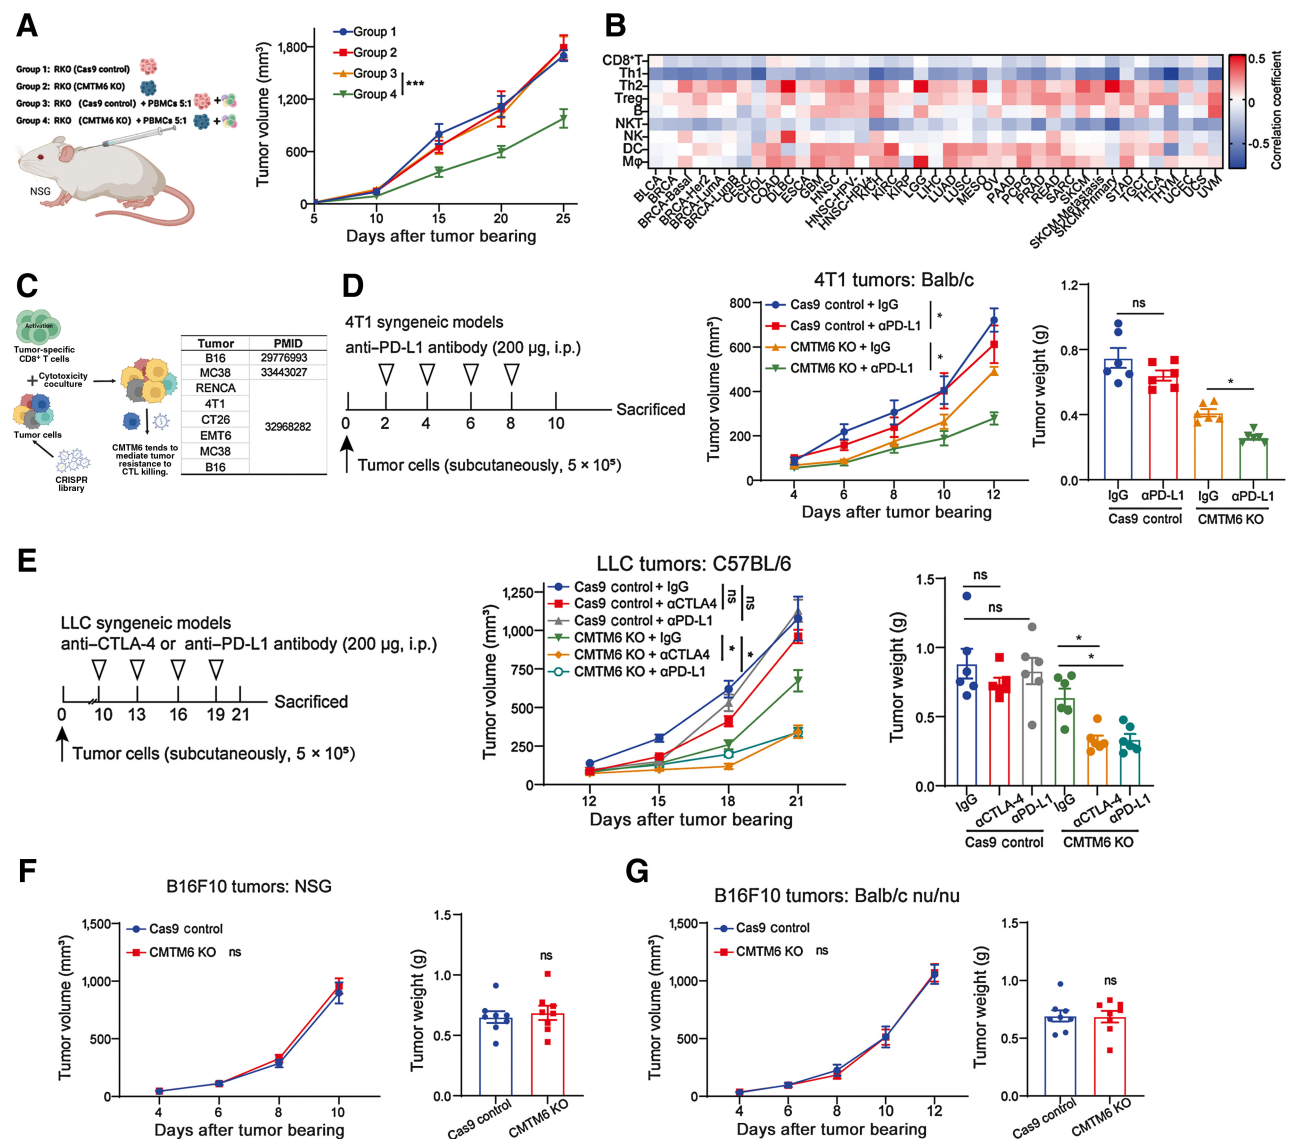 A
Group 1: RKO (Cas9 control)
Group 2: RKO (CMTM6 KO)
Group 3: RKO (Cas9 control) + PBMCs 5:1
Group 4: RKO (CMTM6 KO) + PBMCs 5:1
+
+
NSG
Tumor volume (mm³)
1,800
1,200
600
0
5 10 15 20 25
Days after tumor bearing
Group 1
Group 2
Group 3
Group 4
***
B
CD8⁺T
Th1
Th2
Treg
B
NKT
NK
DC
Mφ
BLCA
BRCA
BRCA-Basal
BRCA-Her2
BRCA-LumA
BRCA-LumB
CESC
CHOL
COAD
DLBC
ESCA
GBM
HNSC
HNSC-HPV⁺
HNSC-HPV⁻
KIRC
KIRP
LGG
LIHC
LUAD
LUSC
MESO
OV
PAAD
PCPG
PRAD
READ
SARC
SKCM
SKCM-Metastasis
SKCM-Primary
STAD
TGCT
THCA
THYM
UCEC
UCS
UVM
0.5
0
-0.5
Correlation coefficient
C
Activation
Tumor-specific
CD8⁺ T cells
+ Cytotoxicity
coculture
Tumor cells
CRISPR
library
CMTM6 tends to
mediate tumor
resistance to
CTL killing.
Tumor PMID
B16 29776993
MC38 33443027
RENCA
4T1
CT26
EMT6
MC38
B16
32968282
D
4T1 syngeneic models
anti–PD-L1 antibody (200 µg, i.p.)
0 2 4 6 8 10
Sacrificed
Tumor cells (subcutaneously, 5 × 10⁵)
4T1 tumors: Balb/c
Tumor volume (mm³)
800
600
400
200
0
4 6 8 10 12
Days after tumor bearing
Cas9 control + IgG
Cas9 control + αPD-L1
CMTM6 KO + IgG
CMTM6 KO + αPD-L1
*
*
Tumor weight (g)
1.2
0.8
0.4
0.0
ns
*
IgG αPD-L1 IgG αPD-L1
Cas9 control CMTM6 KO
E
LLC syngeneic models
anti–CTLA-4 or anti–PD-L1 antibody (200 µg, i.p.)
0 10 13 16 19 21
Sacrificed
Tumor cells (subcutaneously, 5 × 10⁵)
LLC tumors: C57BL/6
Tumor volume (mm³)
1,250
1,000
750
500
250
0
12 15 18 21
Days after tumor bearing
Cas9 control + IgG
Cas9 control + αCTLA4
Cas9 control + αPD-L1
CMTM6 KO + IgG
CMTM6 KO + αCTLA4
CMTM6 KO + αPD-L1
ns
ns
*
*
Tumor weight (g)
1.5
1.0
0.5
0.0
ns
ns
*
*
IgG αCTLA-4 αPD-L1 IgG αCTLA-4 αPD-L1
Cas9 control CMTM6 KO
F
B16F10 tumors: NSG
Tumor volume (mm³)
1,500
1,000
500
0
4 6 8 10
Days after tumor bearing
Cas9 control
CMTM6 KO ns
Tumor weight (g)
1.5
1.0
0.5
0.0
ns
Cas9 control CMTM6 KO
G
B16F10 tumors: Balb/c nu/nu
Tumor volume (mm³)
1,500
1,000
500
0
4 6 8 10 12
Days after tumor bearing
Cas9 control
CMTM6 KO ns
Tumor weight (g)
1.5
1.0
0.5
0.0
ns
Cas9 control CMTM6 KO